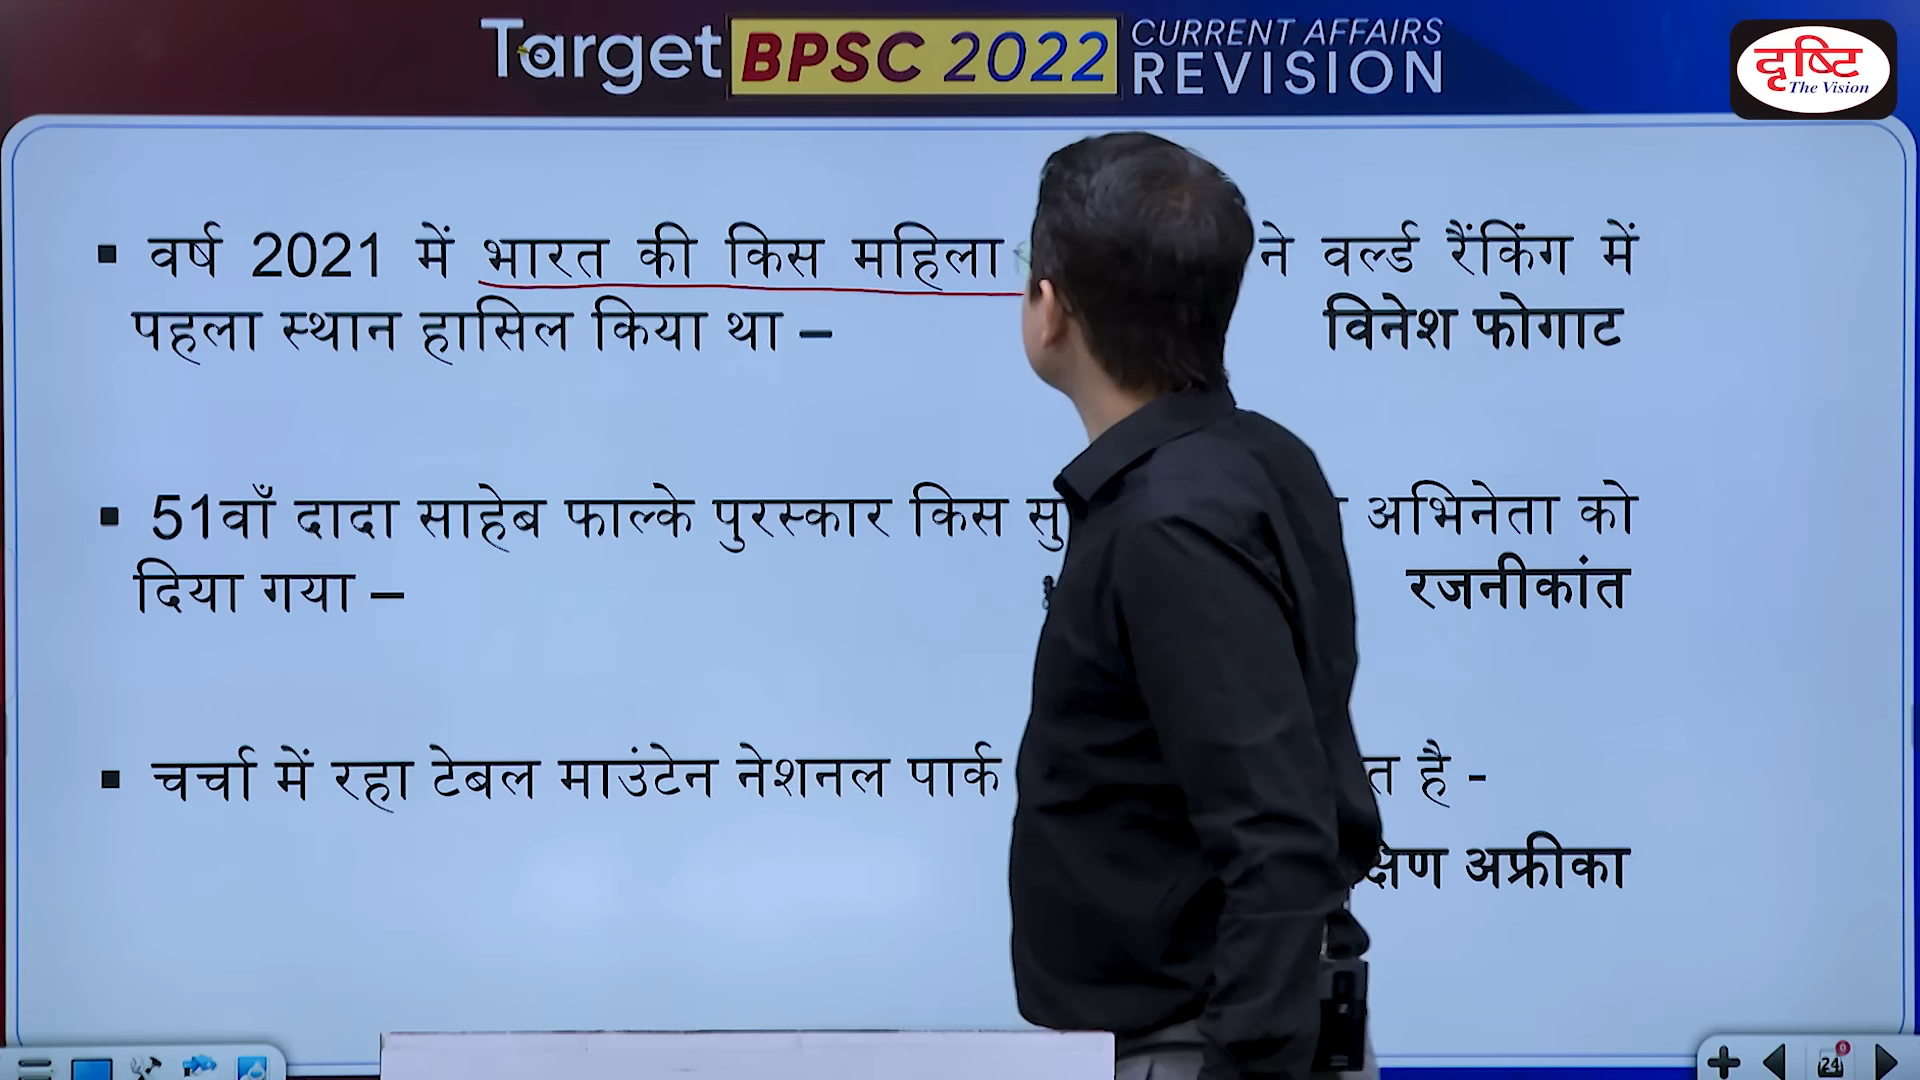 Target BPSC 2022 CURRENT AFFAIRS REVISION
दृष्टि
The Vision
▪ वर्ष 2021 में भारत की किस महिला ने वर्ल्ड रैंकिंग में
पहला स्थान हासिल किया था – विनेश फोगाट
▪ 51वाँ दादा साहेब फाल्के पुरस्कार किस अभिनेता को
दिया गया – रजनीकांत
▪ चर्चा में रहा टेबल माउंटेन नेशनल पार्क है -
अफ्रीका
24